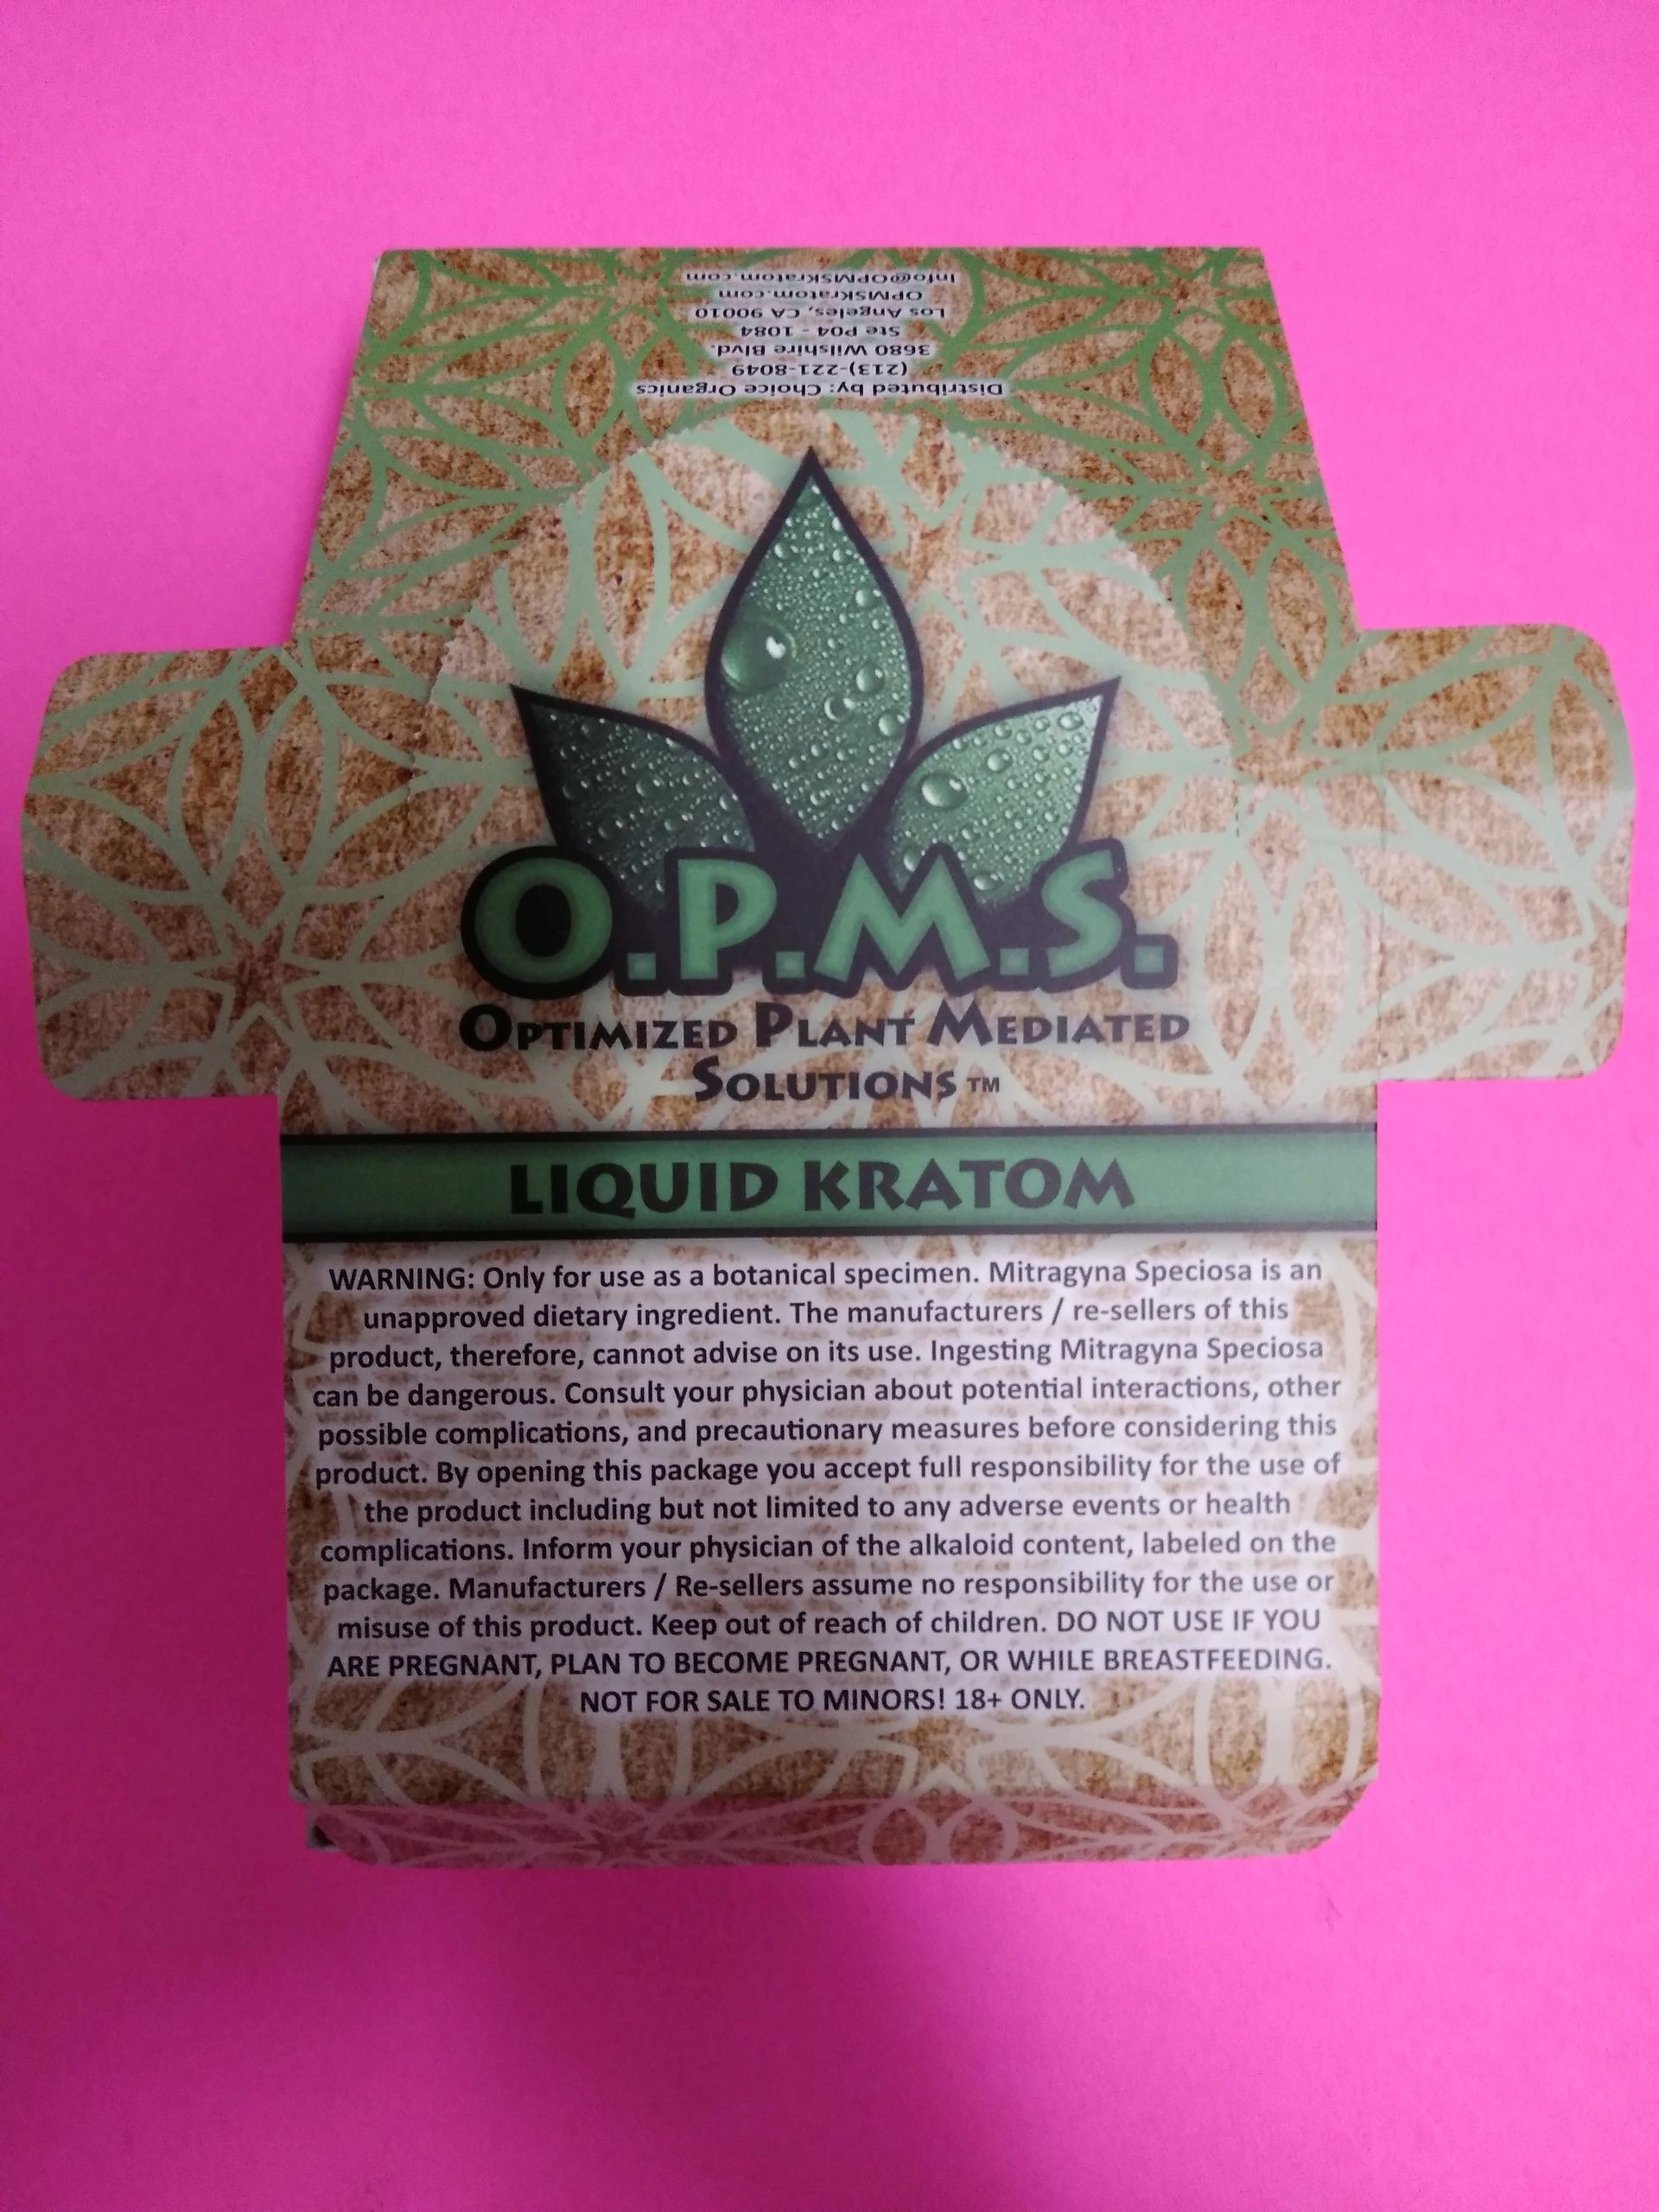 Distributed by: Choice Organics
(213)-221-8049
3680 Wilshire Blvd.
Ste P04 - 1084
Los Angeles, CA 90010
OPMSKratom.com
Info@OPMSKratom.com
O.P.M.S.
OPTIMIZED PLANT MEDIATED
SOLUTIONS TM
LIQUID KRATOM
WARNING: Only for use as a botanical specimen. Mitragyna Speciosa is an
unapproved dietary ingredient. The manufacturers / re-sellers of this
product, therefore, cannot advise on its use. Ingesting Mitragyna Speciosa
can be dangerous. Consult your physician about potential interactions, other
possible complications, and precautionary measures before considering this
product. By opening this package you accept full responsibility for the use of
the product including but not limited to any adverse events or health
complications. Inform your physician of the alkaloid content, labeled on the
package. Manufacturers / Re-sellers assume no responsibility for the use or
misuse of this product. Keep out of reach of children. DO NOT USE IF YOU
ARE PREGNANT, PLAN TO BECOME PREGNANT, OR WHILE BREASTFEEDING.
NOT FOR SALE TO MINORS! 18+ ONLY.